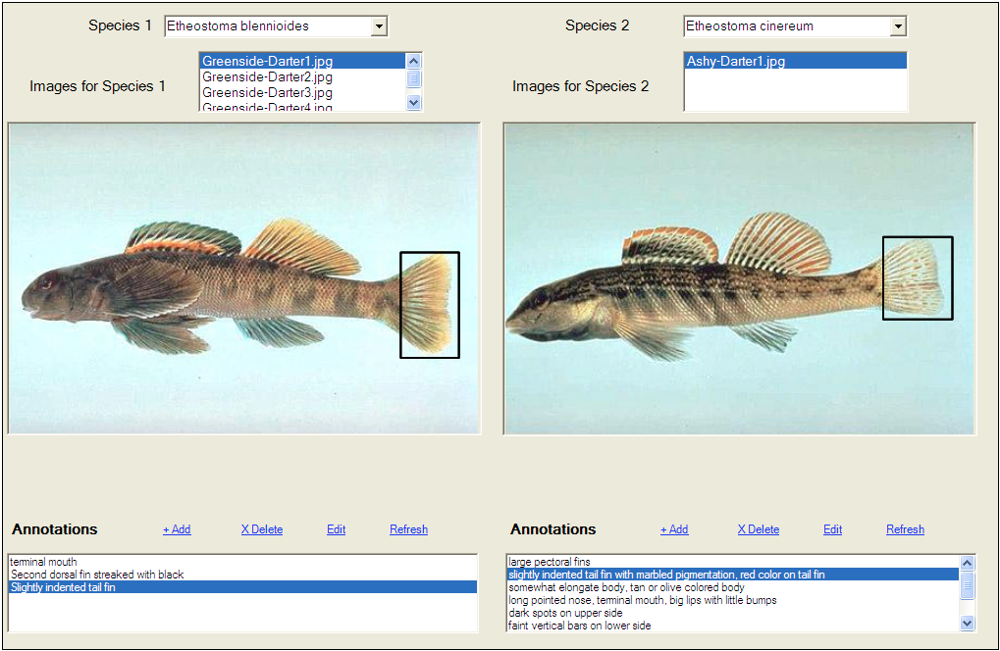 Species 1 Etheostoma blennioides Species 2 Etheostoma cinereum
Images for Species 1
Greenside-Darter1.jpg
Greenside-Darter2.jpg
Greenside-Darter3.jpg
Greenside-Darter4.jpg
Images for Species 2
Ashy-Darter1.jpg
Annotations + Add X Delete Edit Refresh
terminal mouth
Second dorsal fin streaked with black
Slightly indented tail fin
Annotations + Add X Delete Edit Refresh
large pectoral fins
slightly indented tail fin with marbled pigmentation, red color on tail fin
somewhat elongate body, tan or olive colored body
long pointed nose, terminal mouth, big lips with little bumps
dark spots on upper side
faint vertical bars on lower side